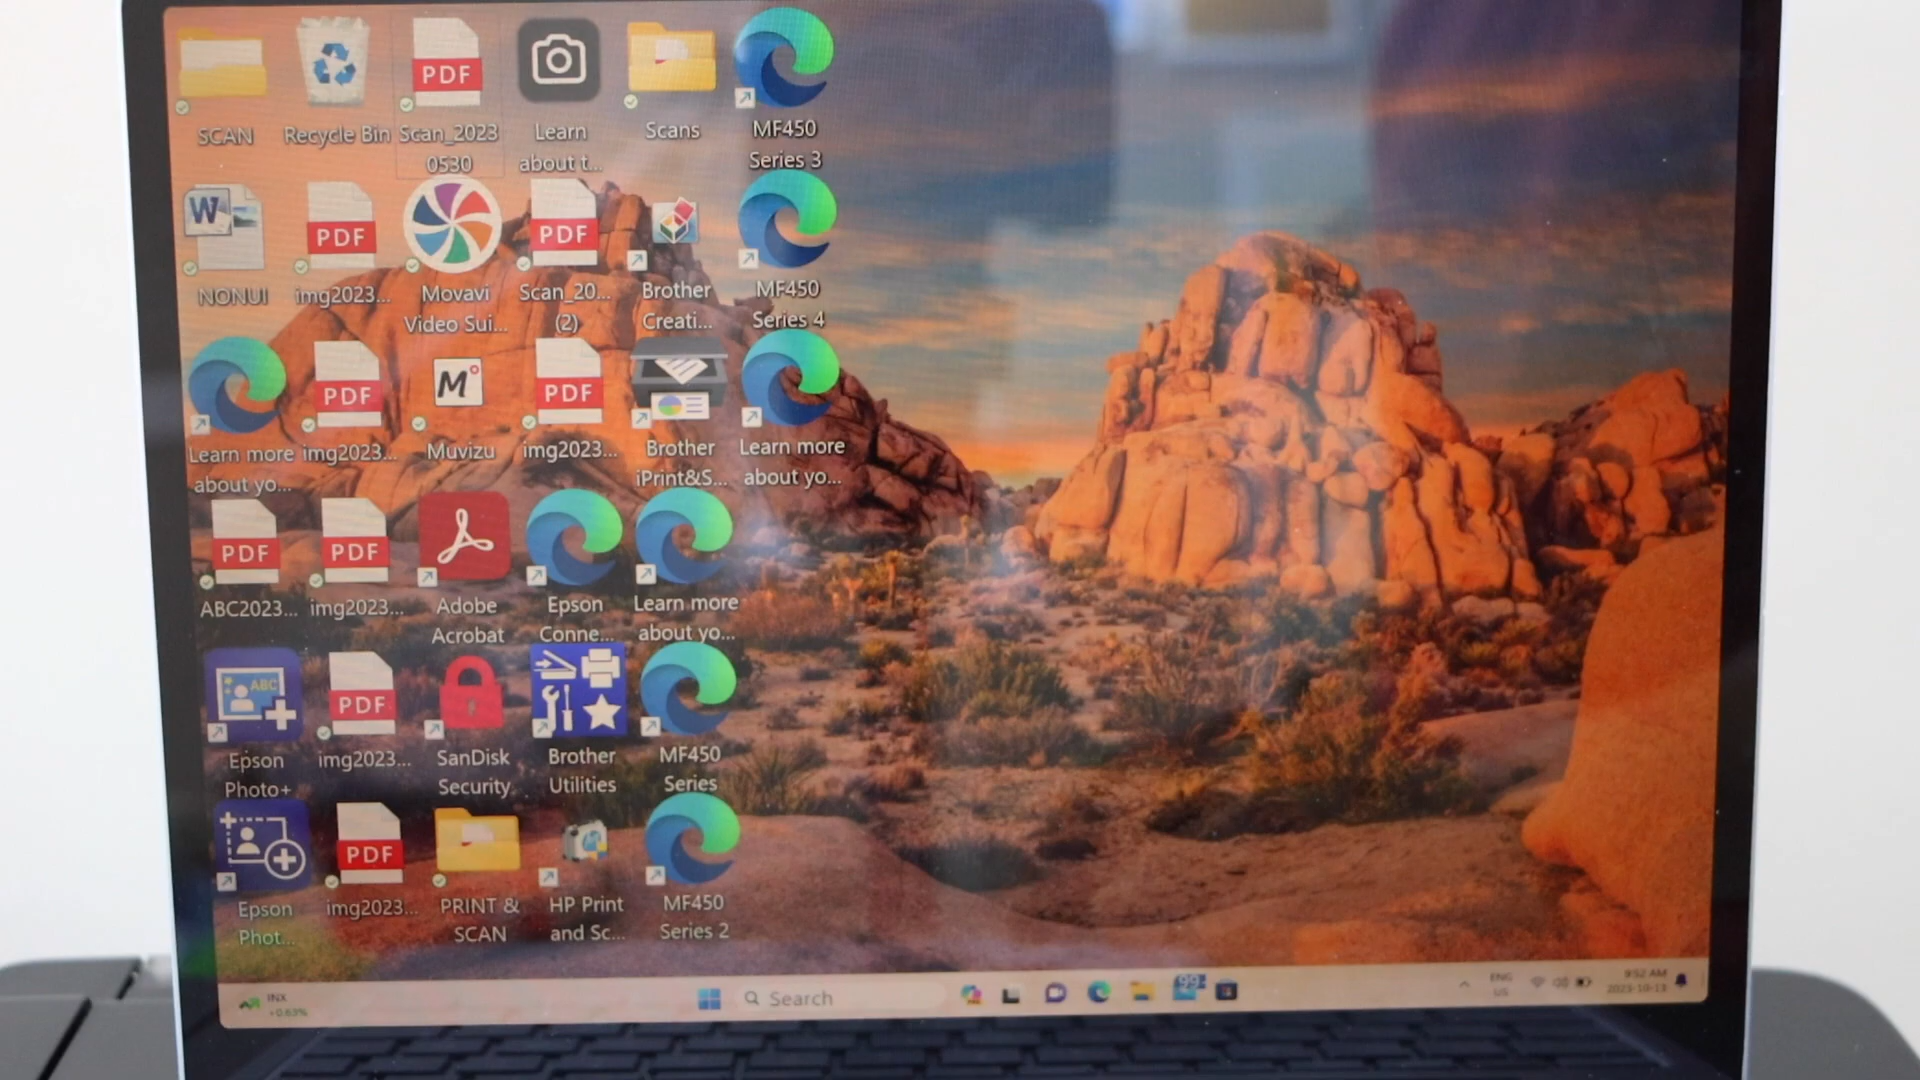 SCAN
Recycle Bin
PDF
Scan_2023
0530
Learn
about t...
Scans
MF450
Series 3
W
NONUI
PDF
img2023...
Movavi
Video Sui...
PDF
Scan_20...
(2)
Brother
Creati...
MF450
Series 4
Learn more
about yo...
PDF
img2023...
M
Muvizu
PDF
img2023...
Brother
iPrint&S...
Learn more
about yo...
PDF
ABC2023...
PDF
img2023...
Adobe
Acrobat
Epson
Conne...
Learn more
about yo...
ABC
Epson
Photo+
PDF
img2023...
SanDisk
Security
Brother
Utilities
MF450
Series
Epson
Phot...
PDF
img2023...
PRINT &
SCAN
HP Print
and Sc...
MF450
Series 2
INX
+0.63%
Search
99+
ENG
US
9:52 AM
2023-10-13